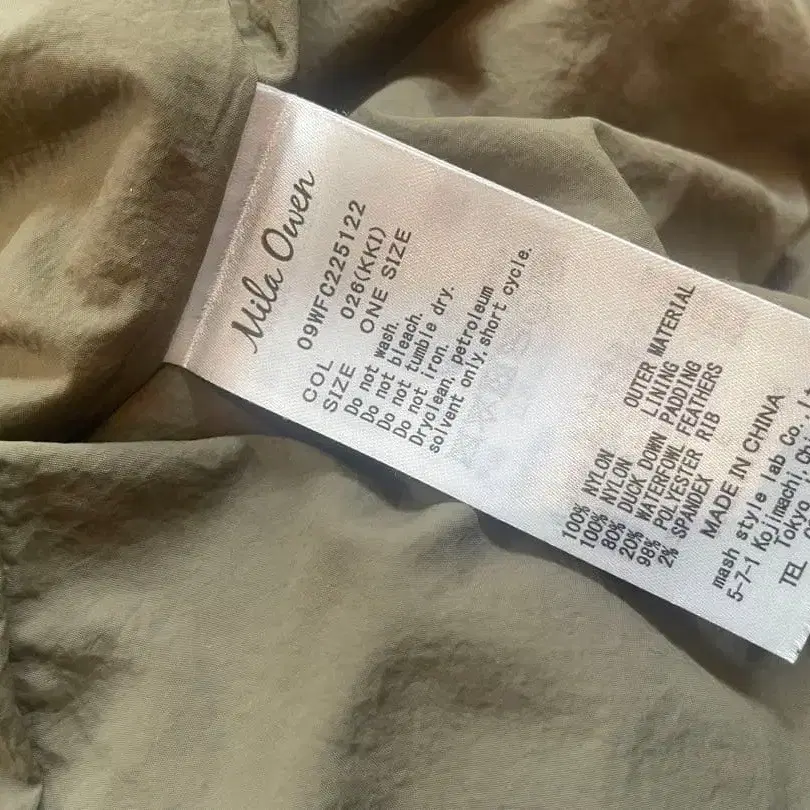 Mila Owen
09WFC225122
COL 026(KKI)
SIZE ONE SIZE
Do not wash.
Do not bleach.
Do not tumble dry.
Do not iron.
Dryclean, petroleum
solvent only, short cycle.
OUTER MATERIAL
100% NYLON
LINING
100% NYLON
PADDING
80% DUCK DOWN
20% WATERFOWL FEATHERS
RIB
98% POLYESTER
2% SPANDEX
MADE IN CHINA
mash style lab Co.
5-7-1 Kojimachi
Tokyo
TEL